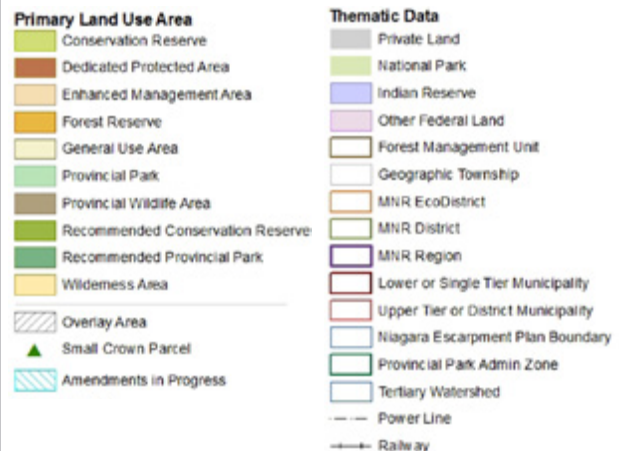 Primary Land Use Area
Conservation Reserve
Dedicated Protected Area
Enhanced Management Area
Forest Reserve
General Use Area
Provincial Park
Provincial Wildlife Area
Recommended Conservation Reserve
Recommended Provincial Park
Wilderness Area
Overlay Area
Small Crown Parcel
Amendments in Progress
Thematic Data
Private Land
National Park
Indian Reserve
Other Federal Land
Forest Management Unit
Geographic Township
MNR EcoDistrict
MNR District
MNR Region
Lower or Single Tier Municipality
Upper Tier or District Municipality
Niagara Escarpment Plan Boundary
Provincial Park Admin Zone
Tertiary Watershed
Power Line
Railway